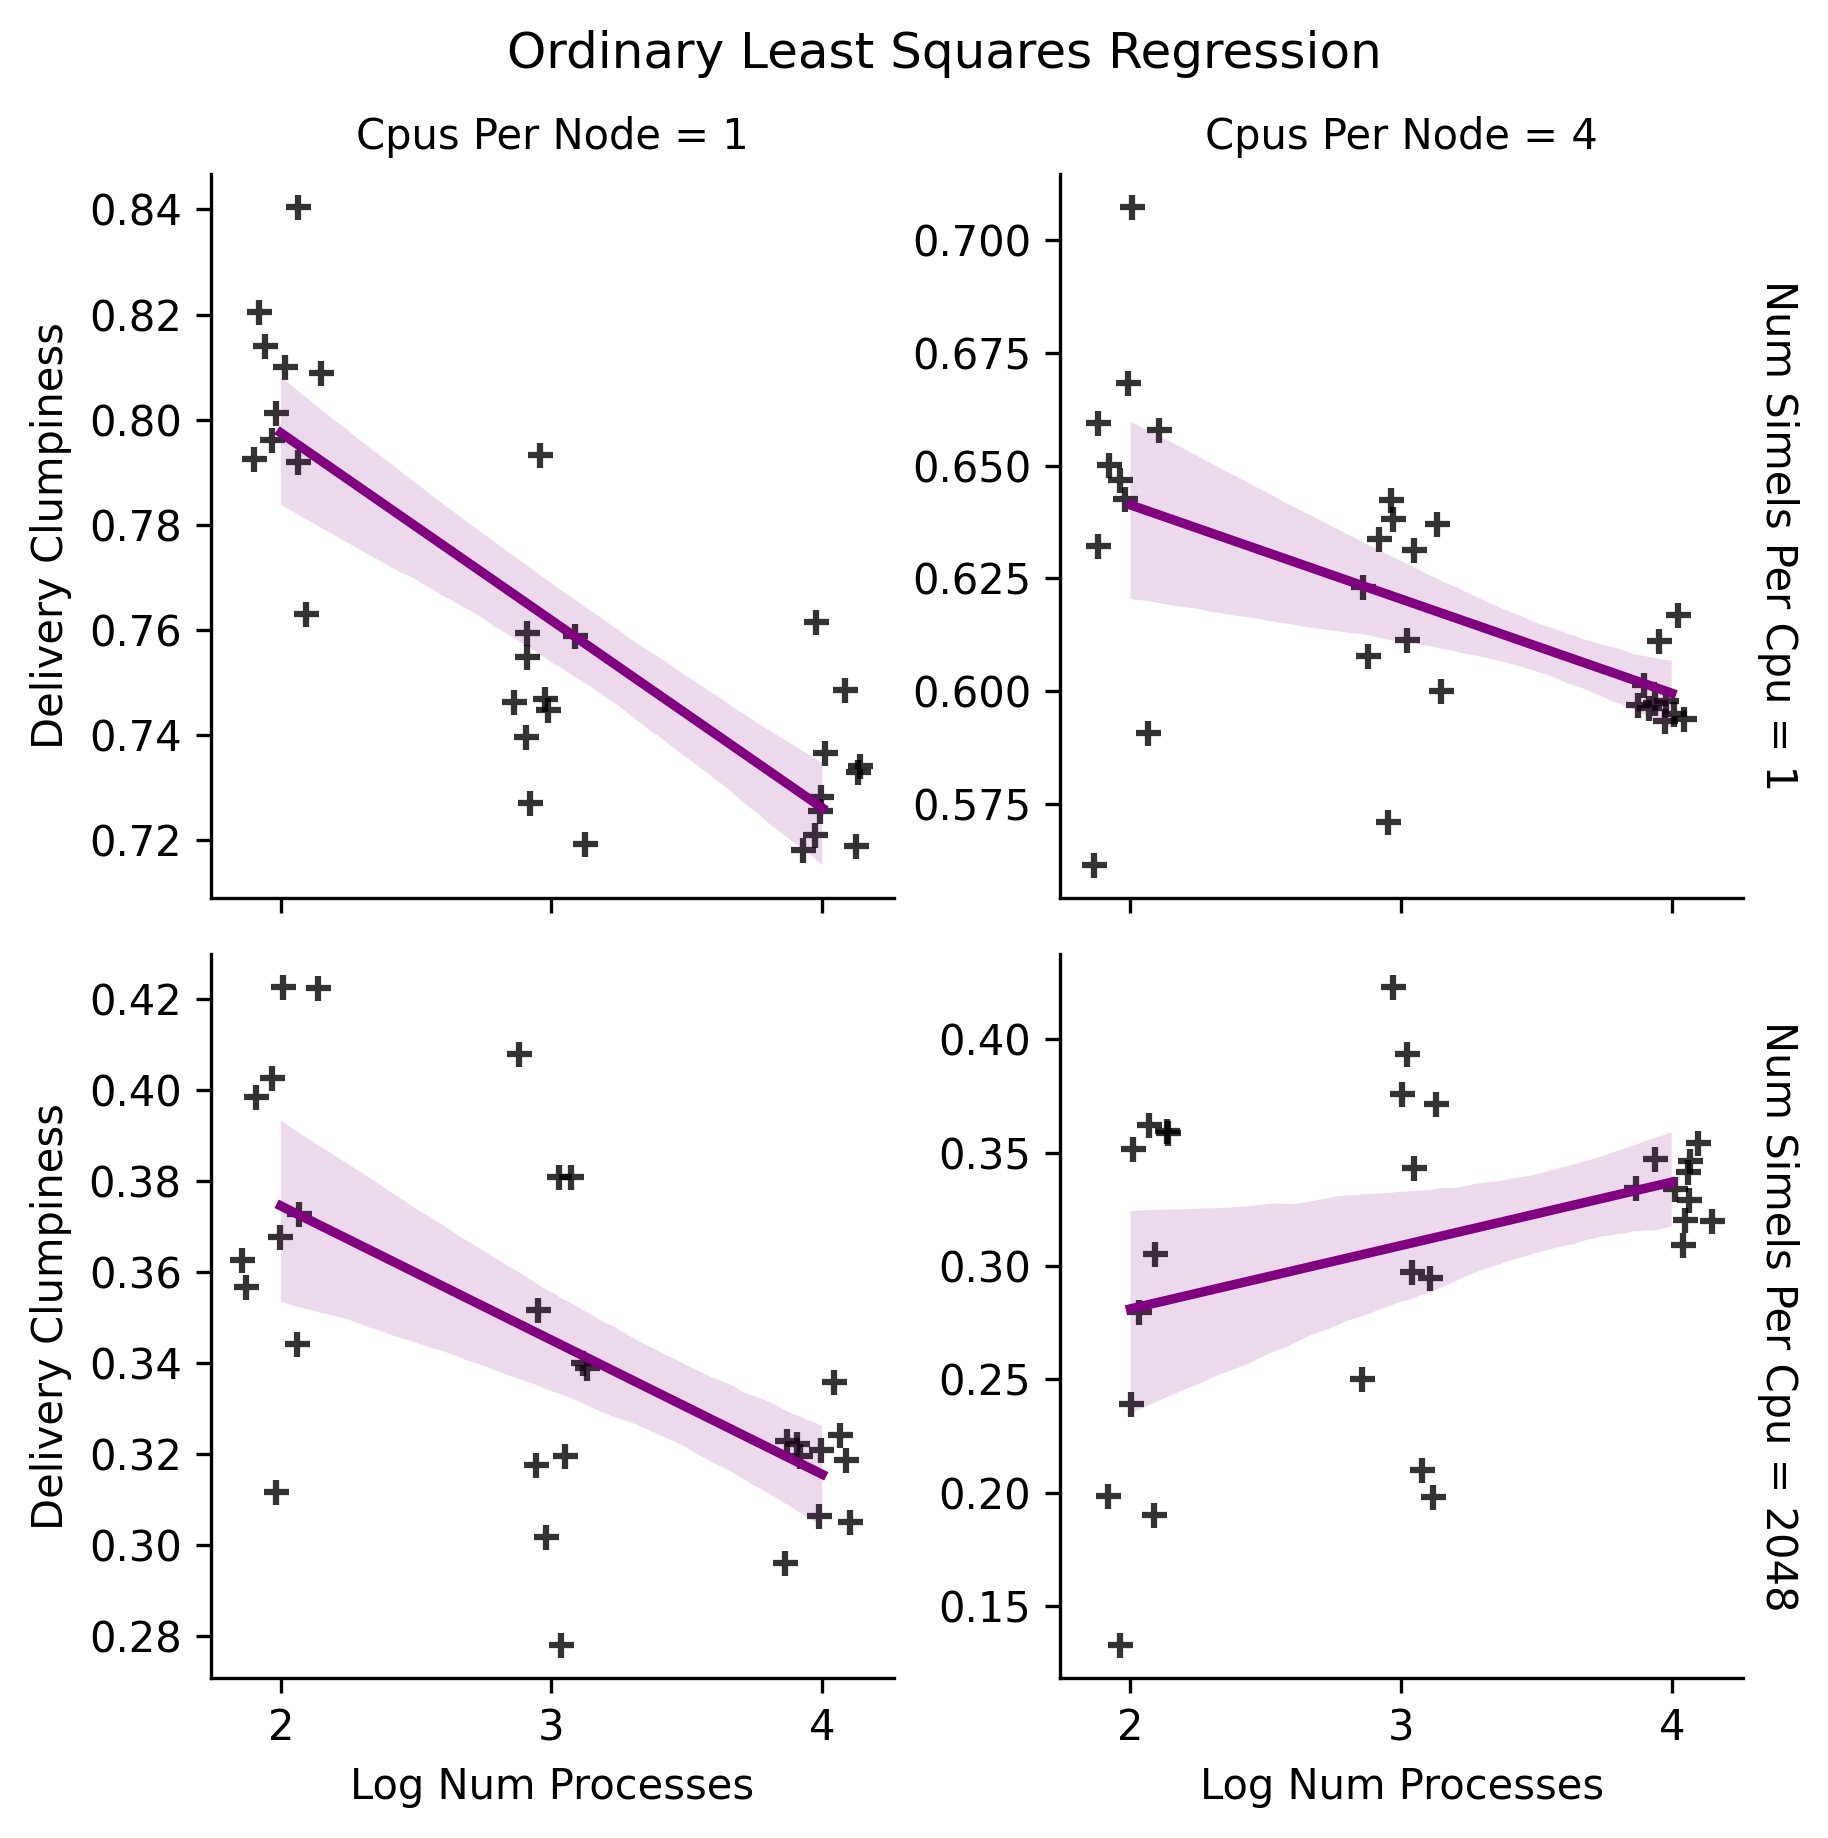 Ordinary Least Squares Regression
Cpus Per Node = 1
Cpus Per Node = 4
0.84
0.82
0.80
0.78
0.76
0.74
0.72
Delivery Clumpiness
0.700
0.675
0.650
0.625
0.600
0.575
Num Simels Per Cpu = 1
0.42
0.40
0.38
0.36
0.34
0.32
0.30
0.28
Delivery Clumpiness
2 3 4
Log Num Processes
0.40
0.35
0.30
0.25
0.20
0.15
2 3 4
Log Num Processes
Num Simels Per Cpu = 2048